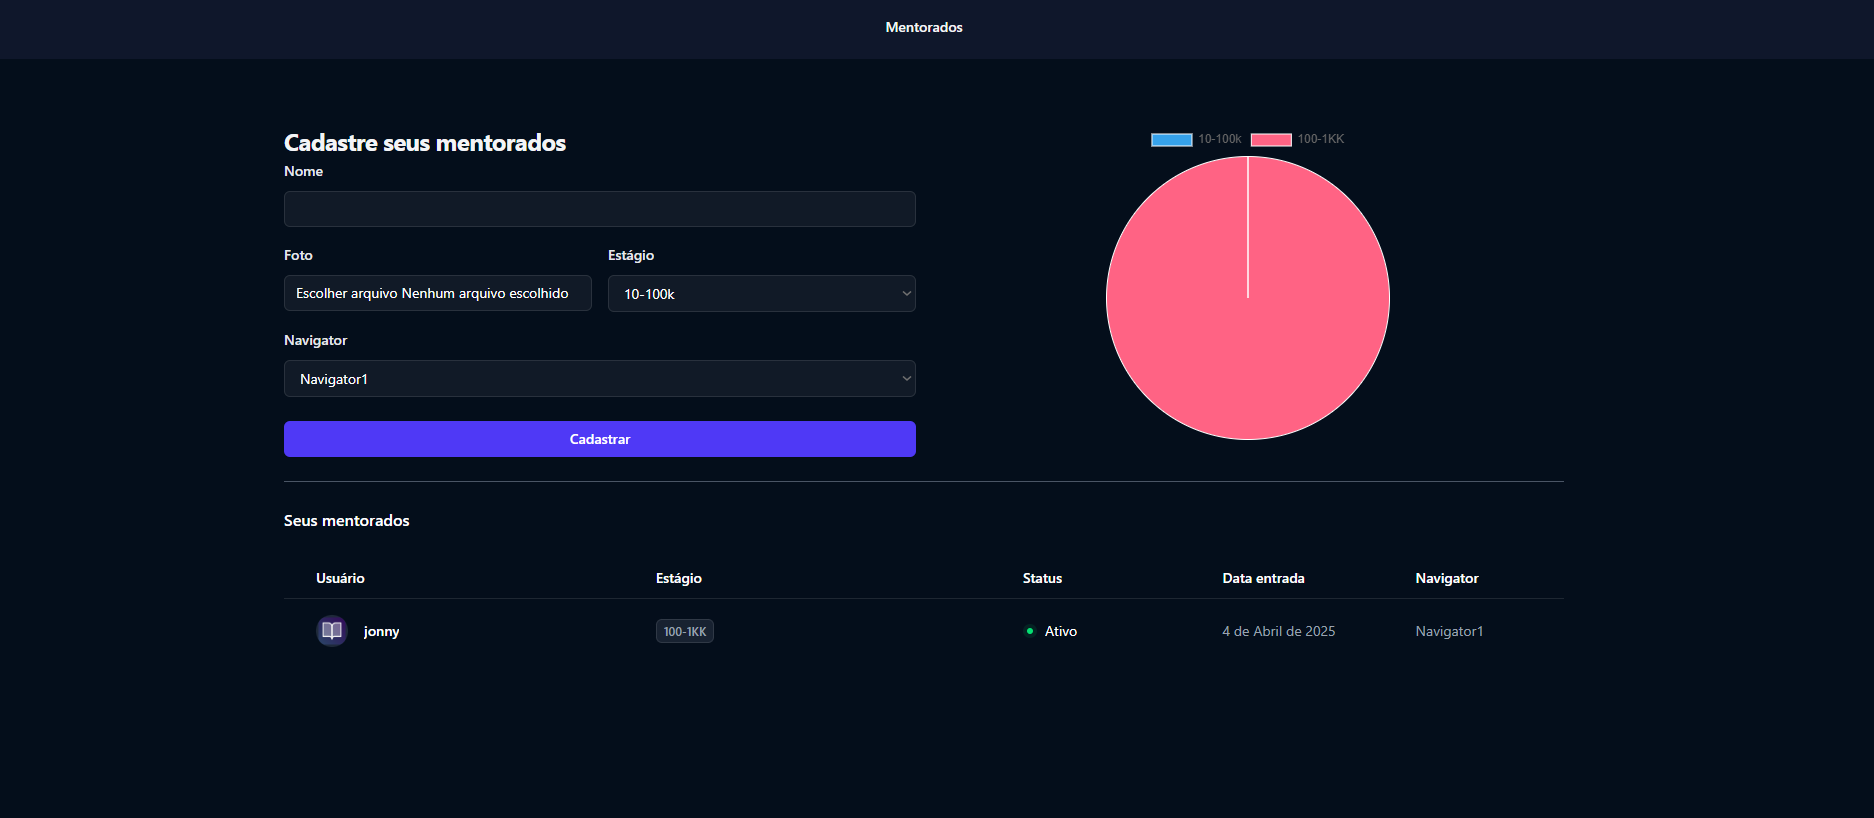 Mentorados
Cadastre seus mentorados
Nome
Foto
Estágio
Escolher arquivo Nenhum arquivo escolhido
10-100k
Navigator
Navigator1
Cadastrar
10-100k 100-1KK
Seus mentorados
Usuário Estágio Status Data entrada Navigator
jonny 100-1KK Ativo 4 de Abril de 2025 Navigator1